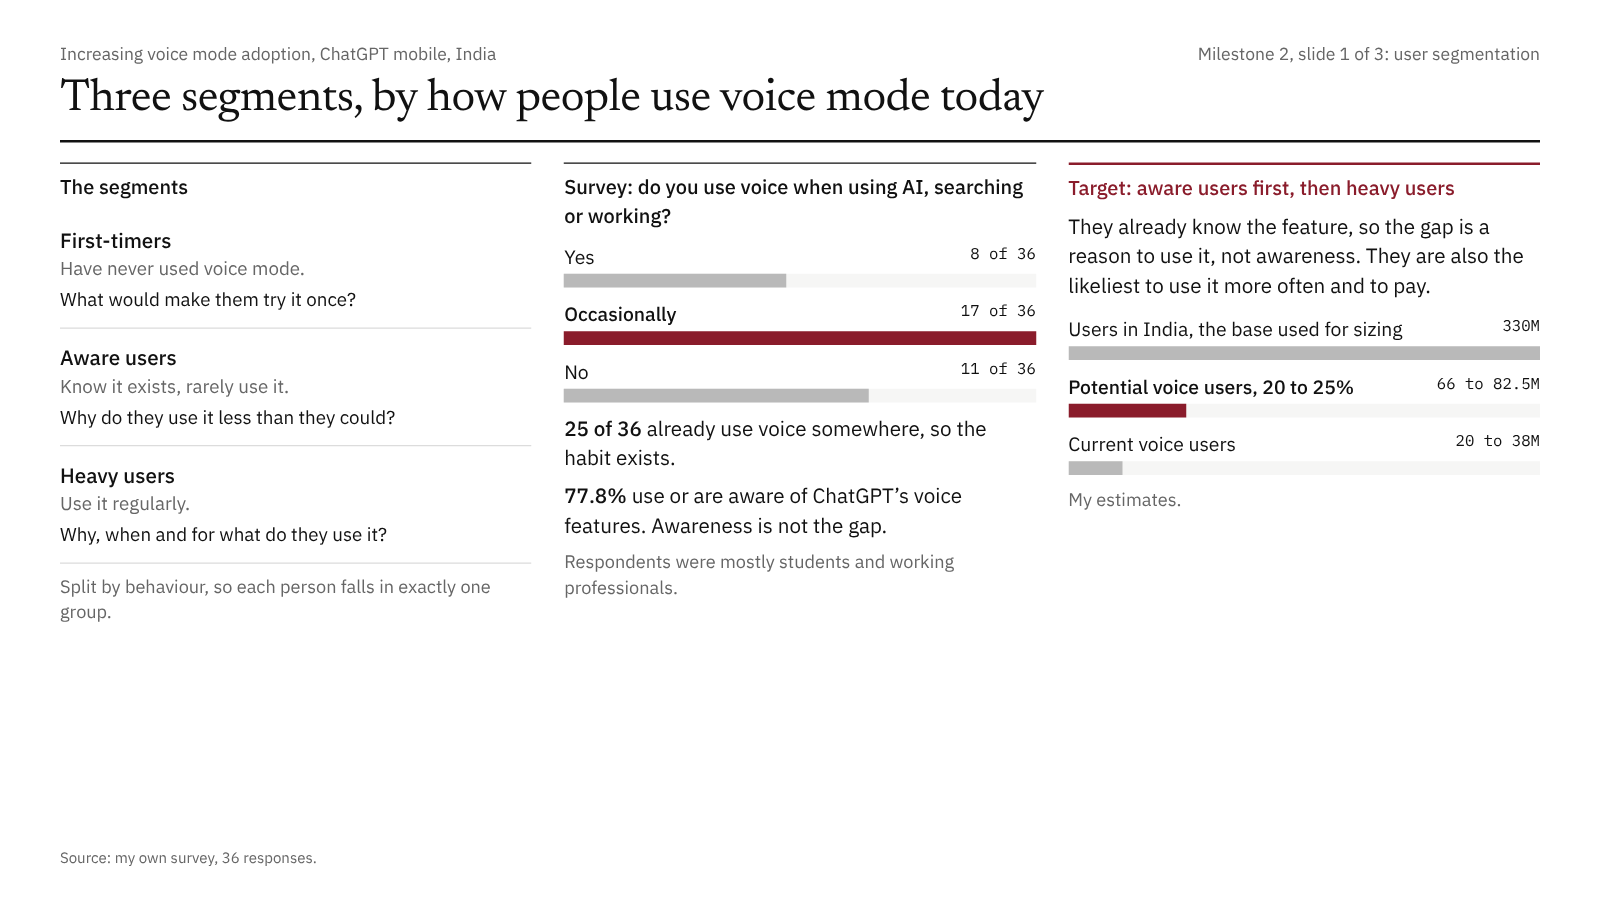 Increasing voice mode adoption, ChatGPT mobile, India
Milestone 2, slide 1 of 3: user segmentation
Three segments, by how people use voice mode today
The segments
First-timers
Have never used voice mode.
What would make them try it once?
Aware users
Know it exists, rarely use it.
Why do they use it less than they could?
Heavy users
Use it regularly.
Why, when and for what do they use it?
Split by behaviour, so each person falls in exactly one
group.
Survey: do you use voice when using AI, searching
or working?
Yes 8 of 36
Occasionally 17 of 36
No 11 of 36
25 of 36 already use voice somewhere, so the
habit exists.
77.8% use or are aware of ChatGPT’s voice
features. Awareness is not the gap.
Respondents were mostly students and working
professionals.
Target: aware users first, then heavy users
They already know the feature, so the gap is a
reason to use it, not awareness. They are also the
likeliest to use it more often and to pay.
Users in India, the base used for sizing 330M
Potential voice users, 20 to 25% 66 to 82.5M
Current voice users 20 to 38M
My estimates.
Source: my own survey, 36 responses.